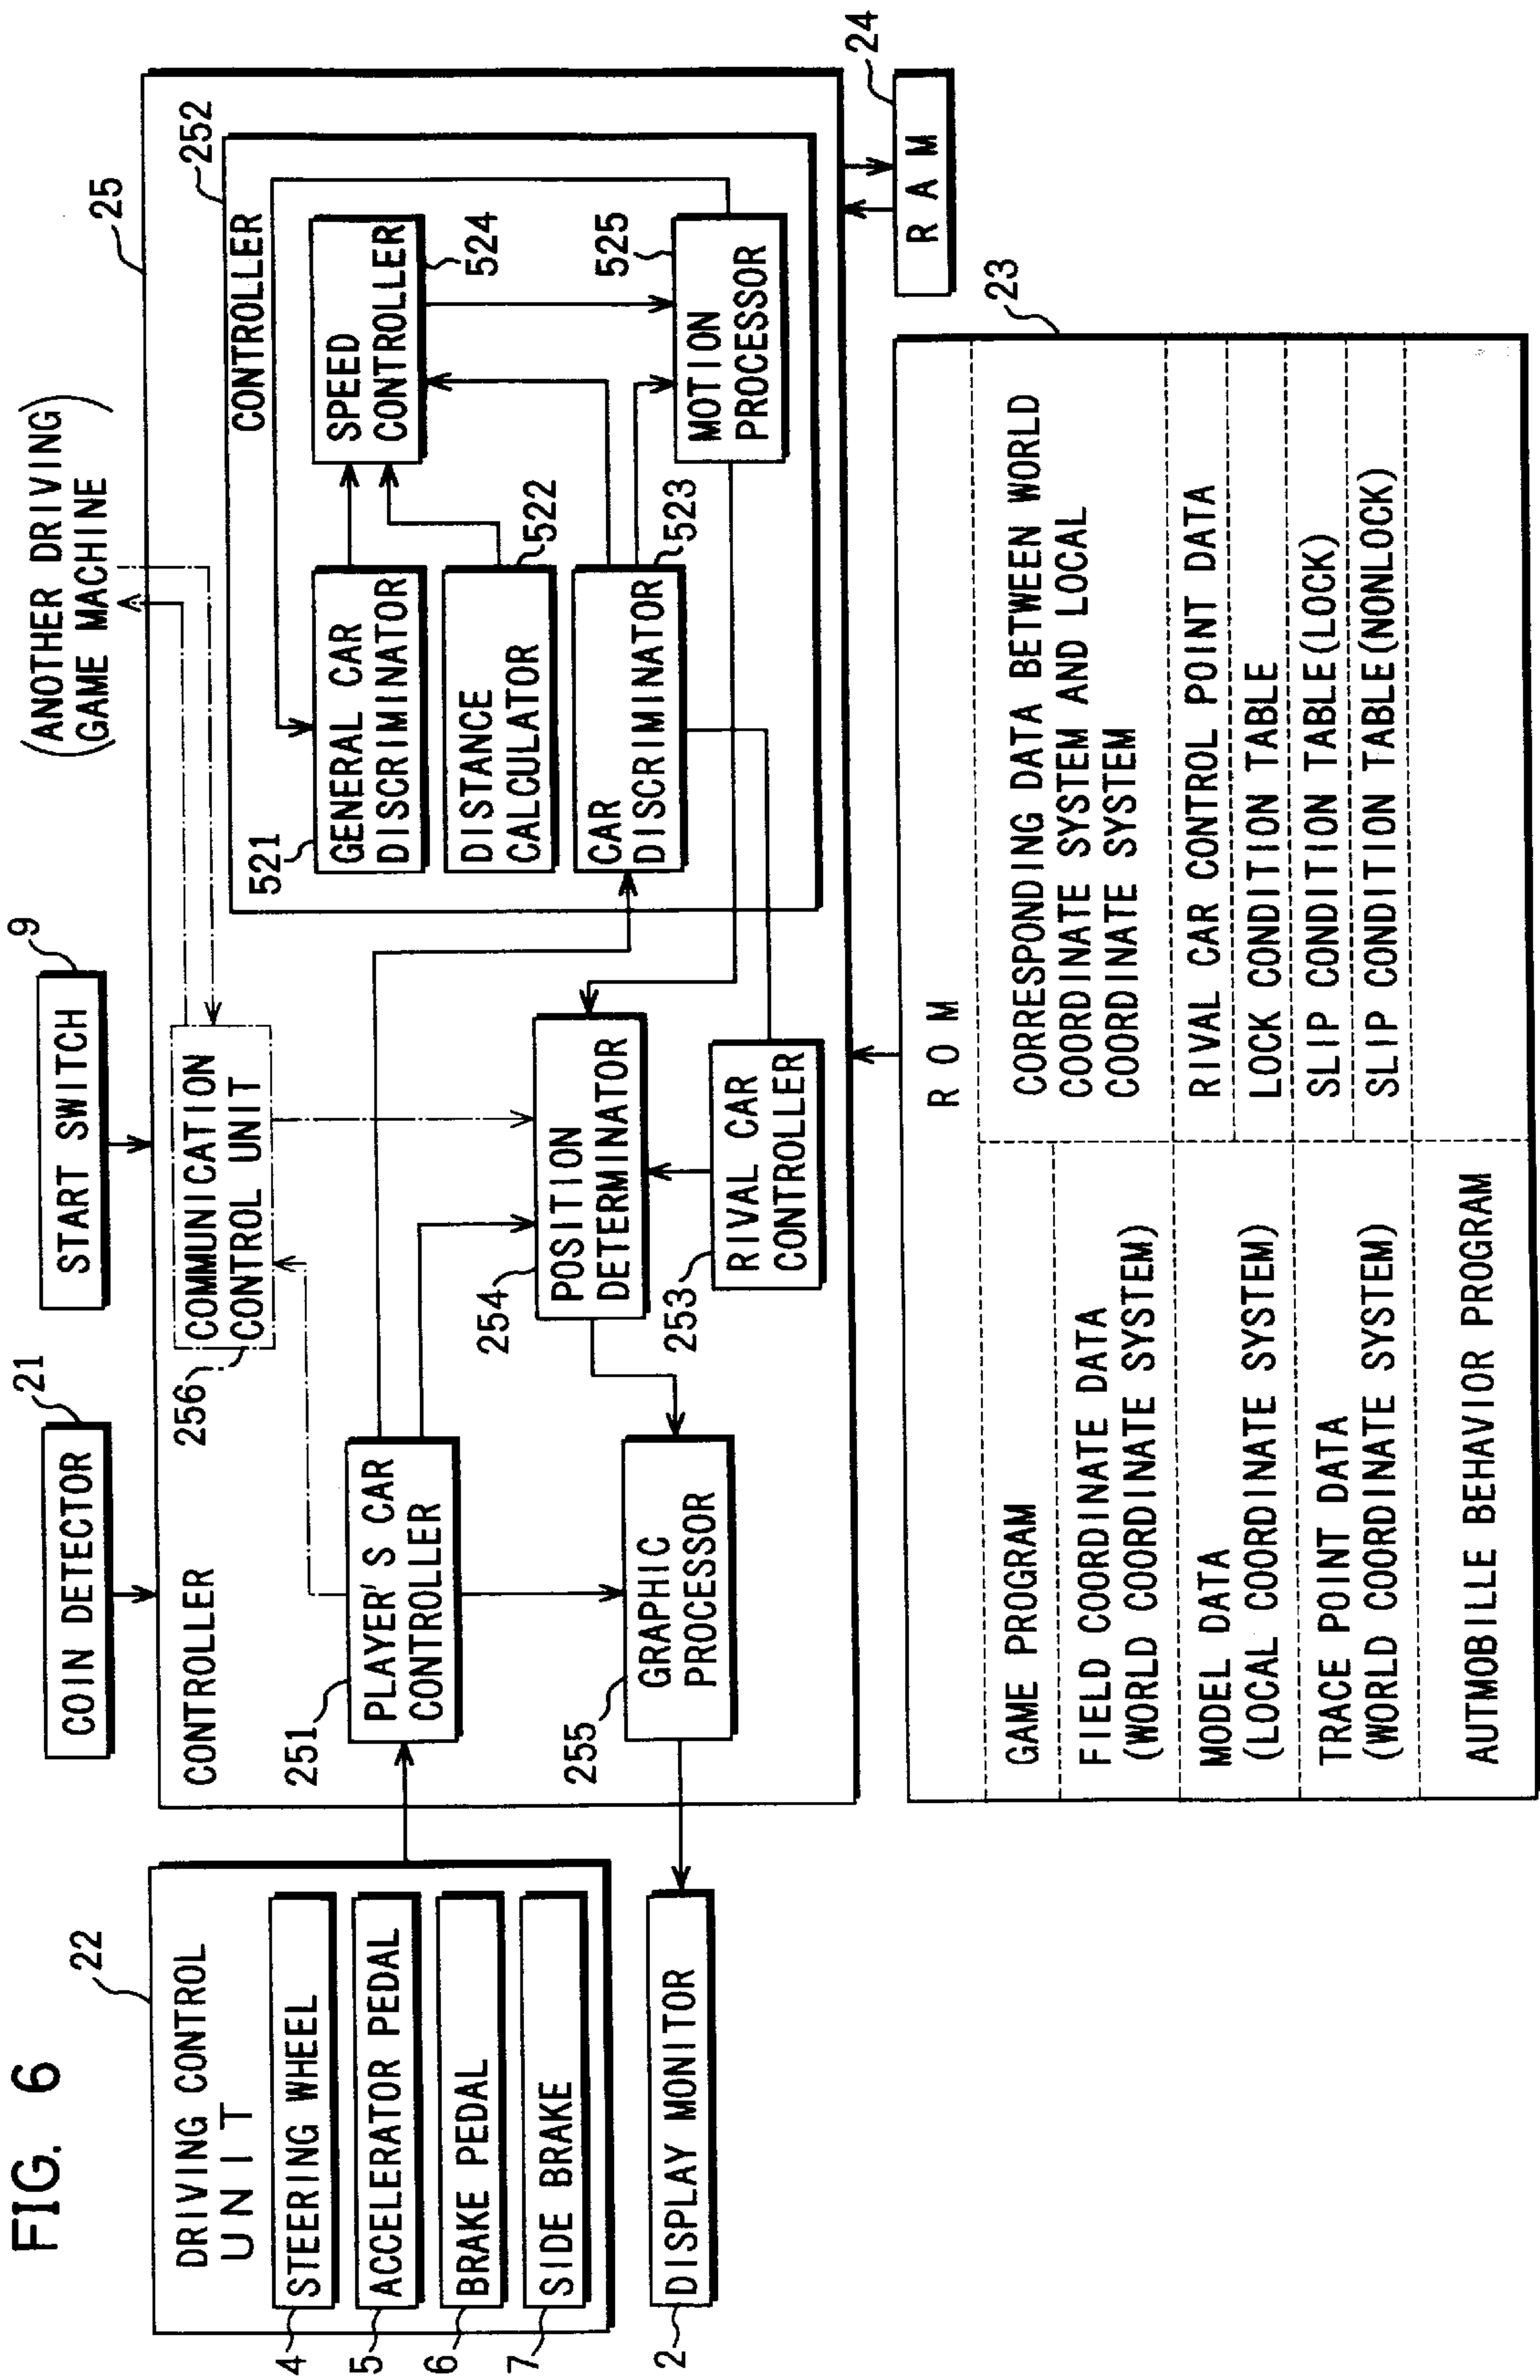 FIG. 6
22
DRIVING CONTROL
UNIT
4
STEERING WHEEL
5
ACCELERATOR PEDAL
6
BRAKE PEDAL
7
SIDE BRAKE
2
DISPLAY MONITOR
COIN DETECTOR
21
START SWITCH
9
(ANOTHER DRIVING)
(GAME MACHINE)
25
CONTROLLER
256
COMMUNICATION
CONTROL UNIT
251
PLAYER'S CAR
CONTROLLER
254
POSITION
DETERMINATOR
255
GRAPHIC
PROCESSOR
253
RIVAL CAR
CONTROLLER
252
CONTROLLER
521
GENERAL CAR
DISCRIMINATOR
DISTANCE
CALCULATOR
522
CAR
DISCRIMINATOR
523
SPEED
CONTROLLER
524
525
MOTION
PROCESSOR
24
RAM
23
ROM
GAME PROGRAM
FIELD COORDINATE DATA
(WORLD COORDINATE SYSTEM)
MODEL DATA
(LOCAL COORDINATE SYSTEM)
TRACE POINT DATA
(WORLD COORDINATE SYSTEM)
AUTMOBILLE BEHAVIOR PROGRAM
CORRESPONDING DATA BETWEEN WORLD
COORDINATE SYSTEM AND LOCAL
COORDINATE SYSTEM
RIVAL CAR CONTROL POINT DATA
LOCK CONDITION TABLE
SLIP CONDITION TABLE(LOCK)
SLIP CONDITION TABLE(NONLOCK)